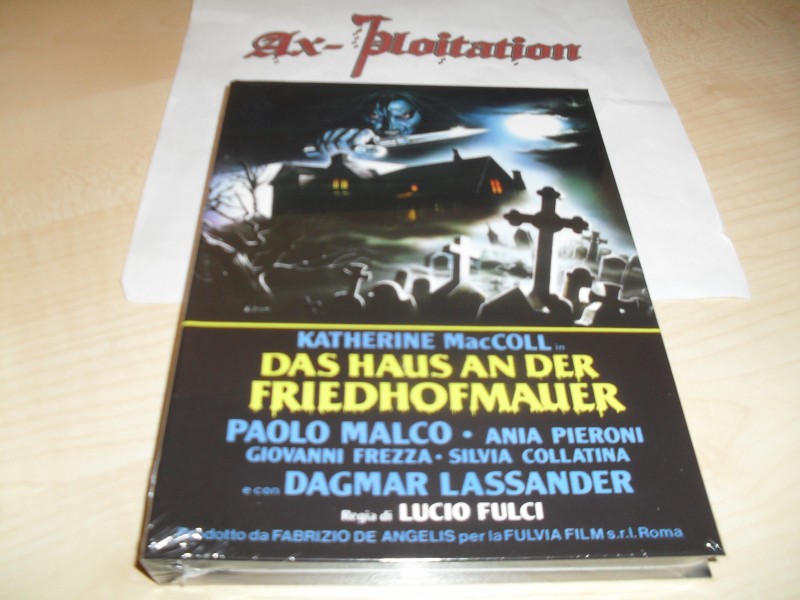 Ax-Ploitation
KATHERINE MacCOLL in
DAS HAUS AN DER
FRIEDHOFMAUER
PAOLO MALCO • ANIA PIERONI
GIOVANNI FREZZA • SILVIA COLLATINA
e con DAGMAR LASSANDER
Regia di LUCIO FULCI
Prodotto da FABRIZIO DE ANGELIS per la FULVIA FILM s.r.l. Roma